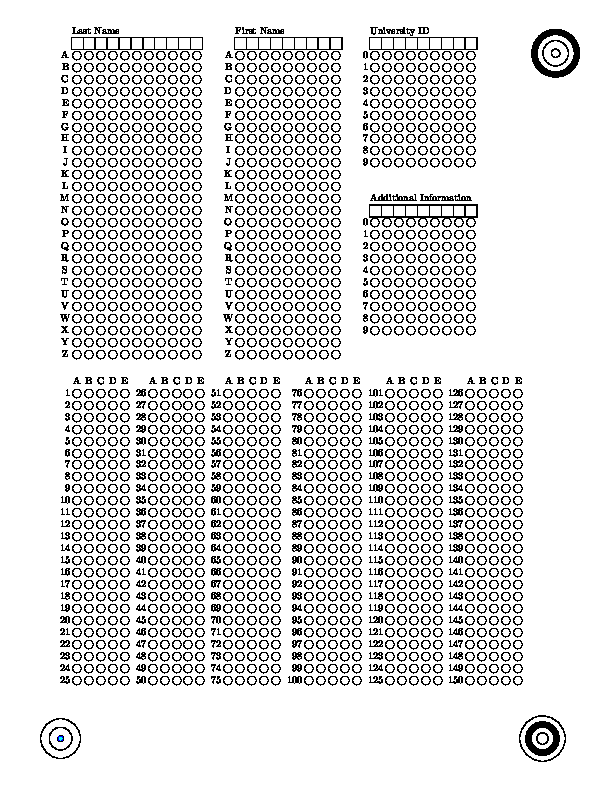 Last Name First Name University ID
A A 0
B B 1
C C 2
D D 3
E E 4
F F 5
G G 6
H H 7
I I 8
J J 9
K K
L L
M M Additional Information
N N
O O 0
P P 1
Q Q 2
R R 3
S S 4
T T 5
U U 6
V V 7
W W 8
X X 9
Y Y
Z Z
A B C D E A B C D E A B C D E A B C D E A B C D E A B C D E
1 26 51 76 101 126
2 27 52 77 102 127
3 28 53 78 103 128
4 29 54 79 104 129
5 30 55 80 105 130
6 31 56 81 106 131
7 32 57 82 107 132
8 33 58 83 108 133
9 34 59 84 109 134
10 35 60 85 110 135
11 36 61 86 111 136
12 37 62 87 112 137
13 38 63 88 113 138
14 39 64 89 114 139
15 40 65 90 115 140
16 41 66 91 116 141
17 42 67 92 117 142
18 43 68 93 118 143
19 44 69 94 119 144
20 45 70 95 120 145
21 46 71 96 121 146
22 47 72 97 122 147
23 48 73 98 123 148
24 49 74 99 124 149
25 50 75 100 125 150